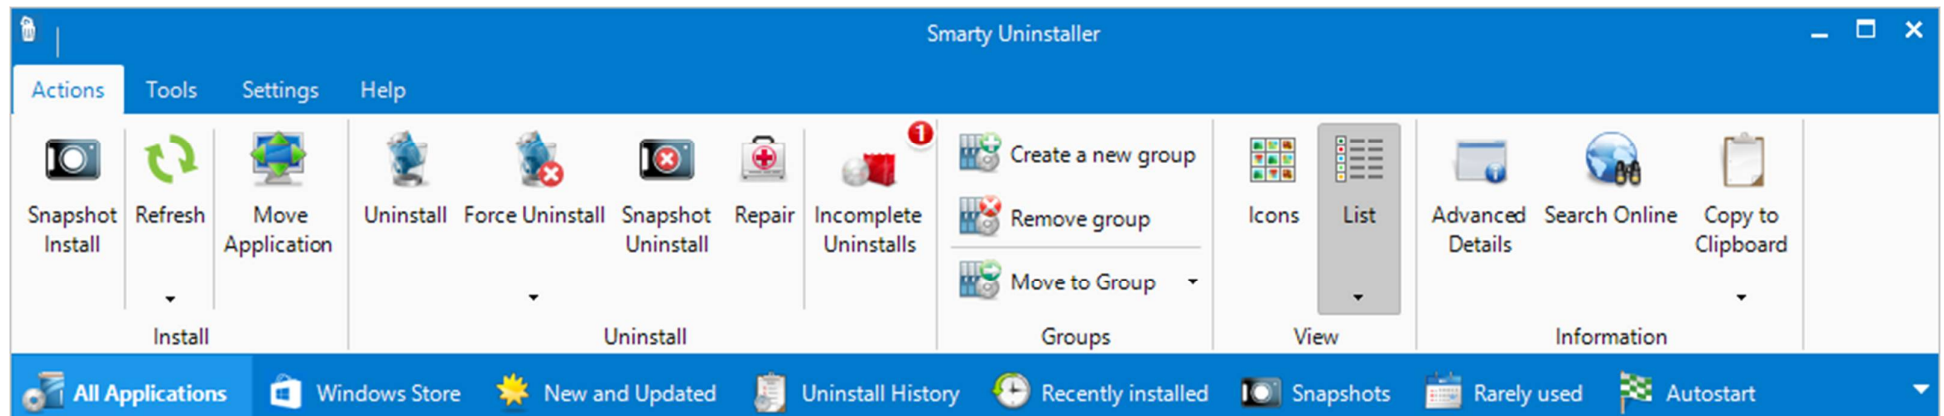 Smarty Uninstaller
Actions Tools Settings Help
Snapshot Install
Refresh
Move Application
Uninstall
Force Uninstall
Snapshot Uninstall
Repair
1
Incomplete Uninstalls
Create a new group
Remove group
Move to Group
Icons
List
Advanced Details
Search Online
Copy to Clipboard
Install Uninstall Groups View Information
All Applications Windows Store New and Updated Uninstall History Recently installed Snapshots Rarely used Autostart